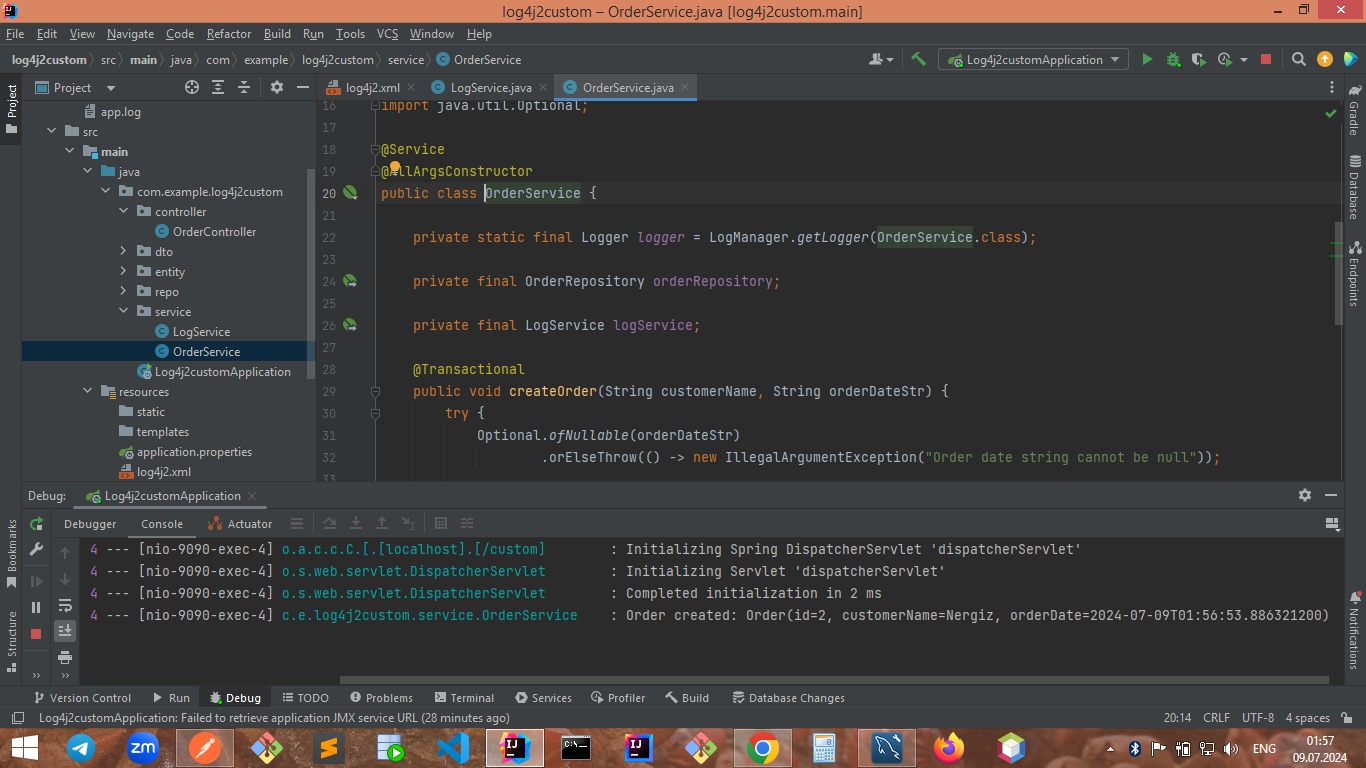 log4j2custom – OrderService.java [log4j2custom.main]
File Edit View Navigate Code Refactor Build Run Tools VCS Window Help
log4j2custom src main java com example log4j2custom service OrderService Log4j2customApplication
Project
Project
log4j2.xml LogService.java OrderService.java
app.log
src
main
java
com.example.log4j2custom
controller
OrderController
dto
entity
repo
service
LogService
OrderService
Log4j2customApplication
resources
static
templates
application.properties
log4j2.xml
16 import java.util.Optional;
17
18 @Service
19 @AllArgsConstructor
20 public class OrderService {
21
22 private static final Logger logger = LogManager.getLogger(OrderService.class);
23
24 private final OrderRepository orderRepository;
25
26 private final LogService logService;
27
28 @Transactional
29 public void createOrder(String customerName, String orderDateStr) {
30 try {
31 Optional.ofNullable(orderDateStr)
32 .orElseThrow(() -> new IllegalArgumentException("Order date string cannot be null"));
33
Gradle
Database
Endpoints
Notifications
Bookmarks
Structure
Debug: Log4j2customApplication
Debugger Console Actuator
4 --- [nio-9090-exec-4] o.a.c.c.C.[.[localhost].[/custom] : Initializing Spring DispatcherServlet 'dispatcherServlet'
4 --- [nio-9090-exec-4] o.s.web.servlet.DispatcherServlet : Initializing Servlet 'dispatcherServlet'
4 --- [nio-9090-exec-4] o.s.web.servlet.DispatcherServlet : Completed initialization in 2 ms
4 --- [nio-9090-exec-4] c.e.log4j2custom.service.OrderService : Order created: Order(id=2, customerName=Nergiz, orderDate=2024-07-09T01:56:53.886321200)
Version Control Run Debug TODO Problems Terminal Services Profiler Build Database Changes
Log4j2customApplication: Failed to retrieve application JMX service URL (28 minutes ago) 20:14 CRLF UTF-8 4 spaces
zm
ENG
01:57
09.07.2024